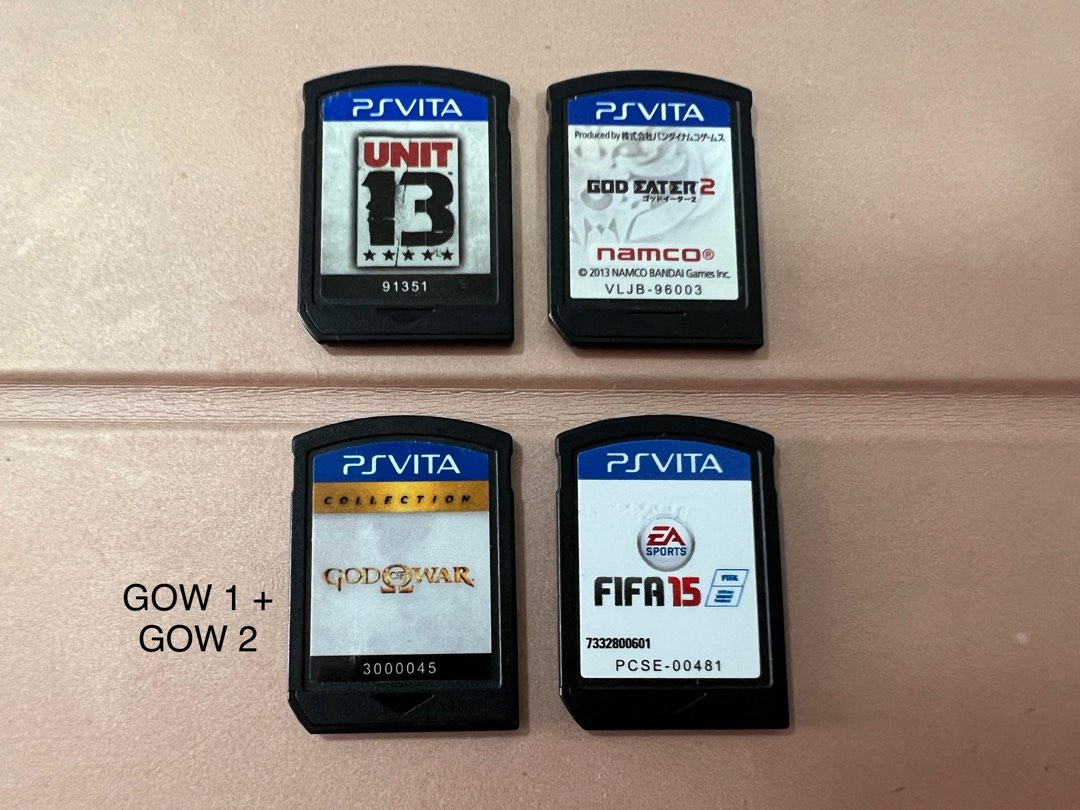 PSVITA
UNIT
13
91351
PSVITA
Produced by 株式会社バンダイナムコゲームス
GOD EATER 2
ゴッドイーター2
namco®
© 2013 NAMCO BANDAI Games Inc.
VLJB-96003
PSVITA
COLLECTION
GOD OF WAR
3000045
GOW 1 +
GOW 2
PSVITA
EA
SPORTS
FIFA 15
FIFA
7332800601
PCSE-00481